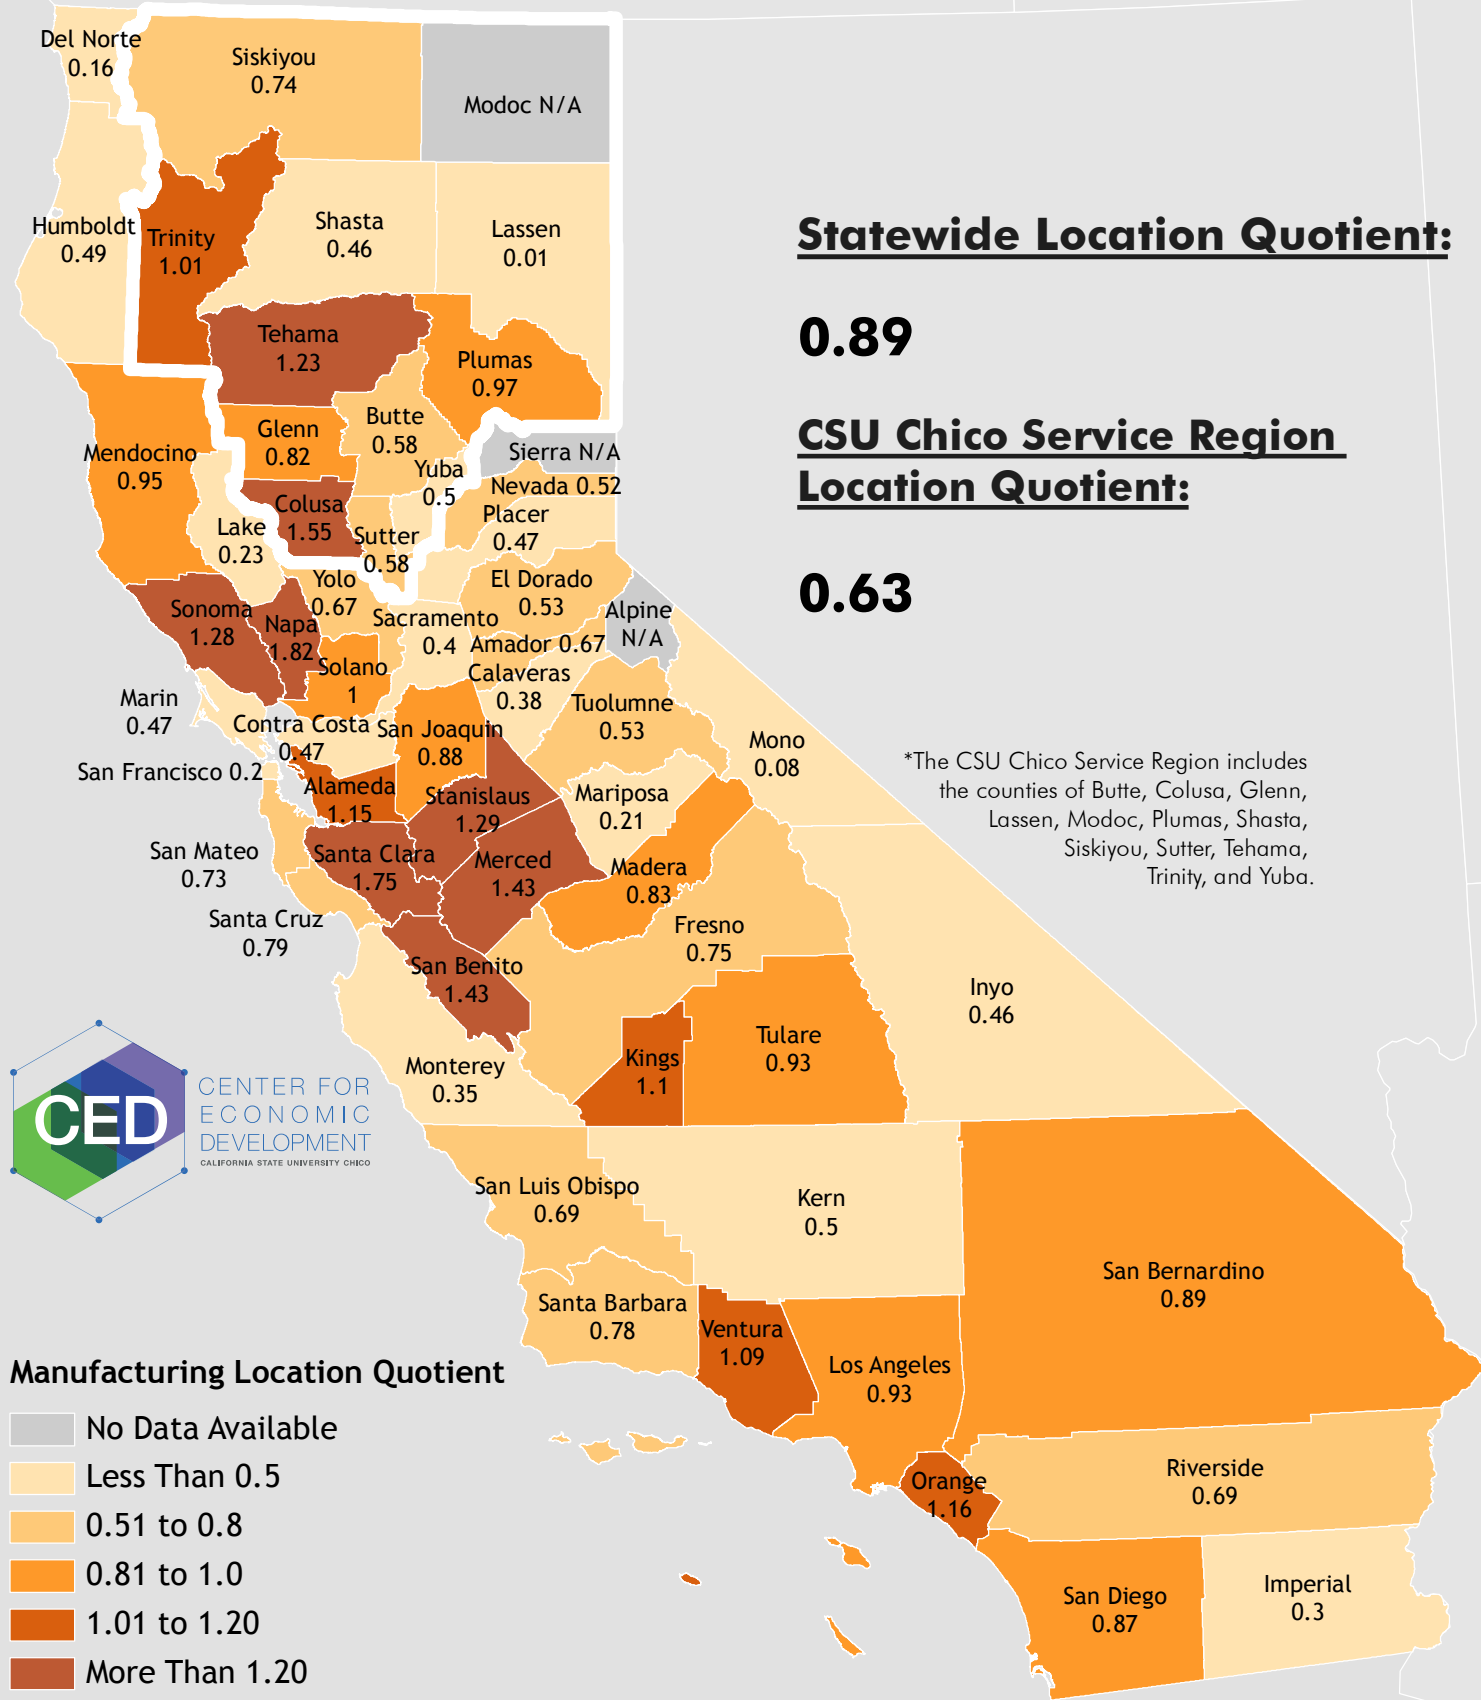 Del Norte
0.16
Siskiyou
0.74
Modoc N/A
Humboldt
0.49
Trinity
1.01
Shasta
0.46
Lassen
0.01
Statewide Location Quotient:
0.89
Tehama
1.23
Plumas
0.97
CSU Chico Service Region
Location Quotient:
0.63
Mendocino
0.95
Glenn
0.82
Butte
0.58
Yuba
0.5
Sierra N/A
Nevada 0.52
Placer
0.47
Colusa
1.55
Lake
0.23
Sutter
0.58
Yolo
0.67
El Dorado
0.53
Alpine
N/A
Sonoma
1.28
Napa
1.82
Sacramento
0.4
Amador 0.67
Solano
1
Calaveras
0.38
Marin
0.47
Contra Costa
0.47
San Joaquin
0.88
Tuolumne
0.53
Mono
0.08
San Francisco 0.2
Alameda
1.15
Stanislaus
1.29
Mariposa
0.21
*The CSU Chico Service Region includes
the counties of Butte, Colusa, Glenn,
Lassen, Modoc, Plumas, Shasta,
Siskiyou, Sutter, Tehama,
Trinity, and Yuba.
San Mateo
0.73
Santa Clara
1.75
Merced
1.43
Madera
0.83
Santa Cruz
0.79
Fresno
0.75
San Benito
1.43
Inyo
0.46
Monterey
0.35
Kings
1.1
Tulare
0.93
CED
CENTER FOR
ECONOMIC
DEVELOPMENT
CALIFORNIA STATE UNIVERSITY CHICO
San Luis Obispo
0.69
Kern
0.5
San Bernardino
0.89
Santa Barbara
0.78
Ventura
1.09
Los Angeles
0.93
Orange
1.16
Riverside
0.69
San Diego
0.87
Imperial
0.3
Manufacturing Location Quotient
No Data Available
Less Than 0.5
0.51 to 0.8
0.81 to 1.0
1.01 to 1.20
More Than 1.20